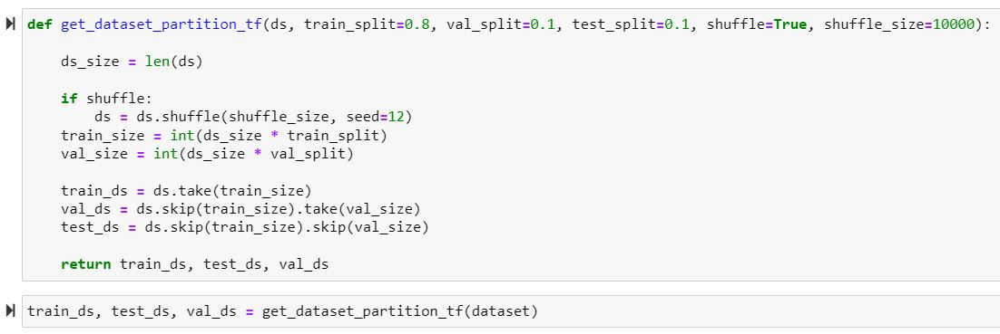 def get_dataset_partition_tf(ds, train_split=0.8, val_split=0.1, test_split=0.1, shuffle=True, shuffle_size=10000):
    ds_size = len(ds)
    if shuffle:
        ds = ds.shuffle(shuffle_size, seed=12)
    train_size = int(ds_size * train_split)
    val_size = int(ds_size * val_split)
    train_ds = ds.take(train_size)
    val_ds = ds.skip(train_size).take(val_size)
    test_ds = ds.skip(train_size).skip(val_size)
    return train_ds, test_ds, val_ds
train_ds, test_ds, val_ds = get_dataset_partition_tf(dataset)